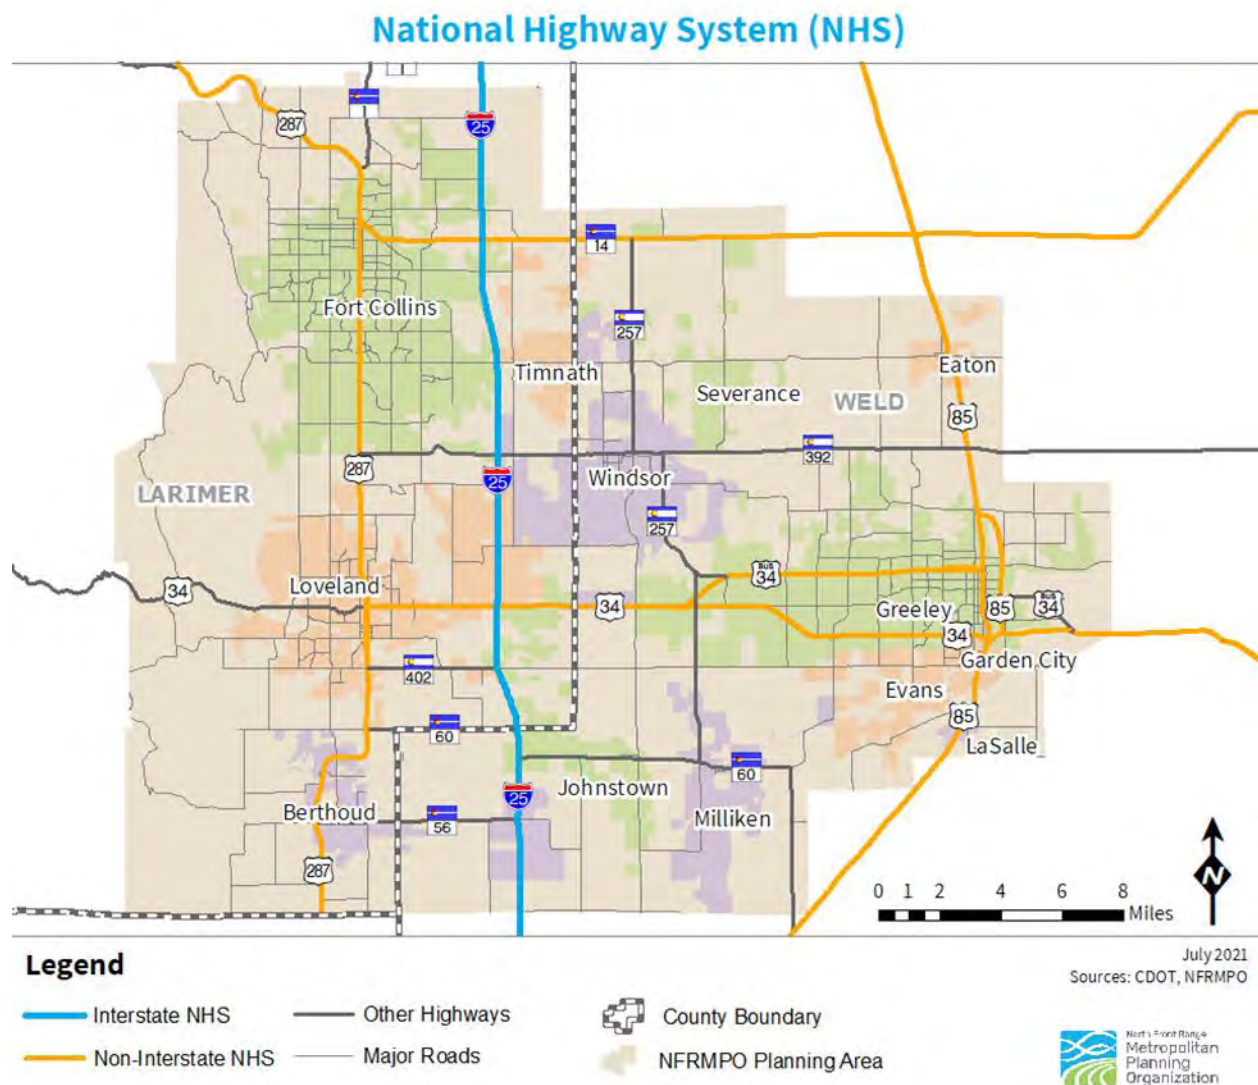 National Highway System (NHS)
287
25
14
257
Fort Collins
Timnath
Eaton
Severance
WELD
85
392
287
Windsor
LARIMER
25
257
34
Loveland
BUS 34
34
Greeley
85
BUS 34
34
Garden City
402
Evans
60
85
LaSalle
60
Johnstown
25
Berthoud
56
Milliken
287
0 1 2 4 6 8
Miles
N
July 2021
Sources: CDOT, NFRMPO
Legend
Interstate NHS
Other Highways
County Boundary
Non-Interstate NHS
Major Roads
NFRMPO Planning Area
North Front Range
Metropolitan
Planning
Organization